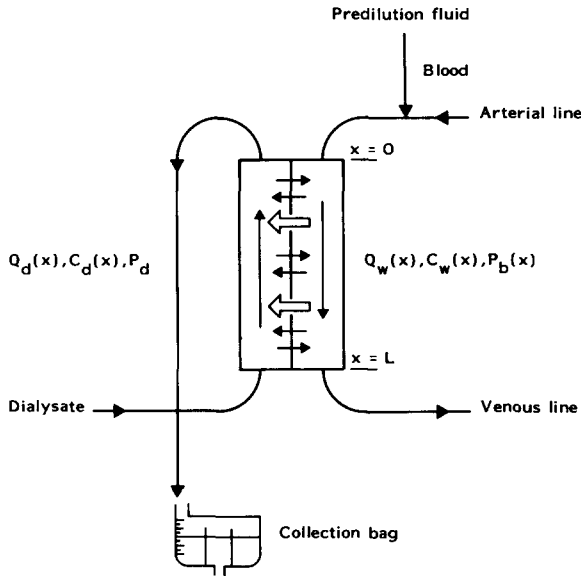 Predilution fluid
Blood
Arterial line
x = O
Q_d(x), C_d(x), P_d
Q_w(x), C_w(x), P_b(x)
x = L
Dialysate
Venous line
Collection bag